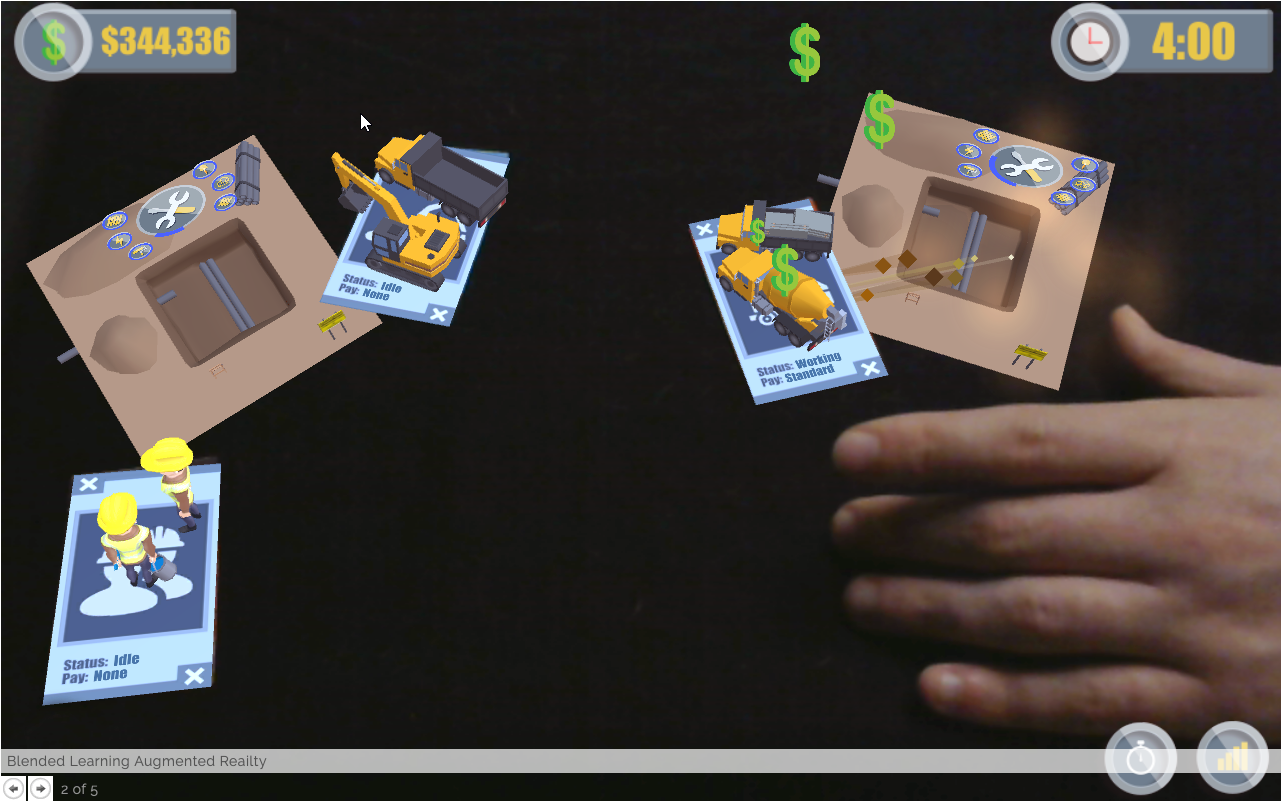 $344,336
4:00
Status: Idle
Pay: None
Status: Working
Pay: Standard
Status: Idle
Pay: None
Blended Learning Augmented Reailty
2 of 5